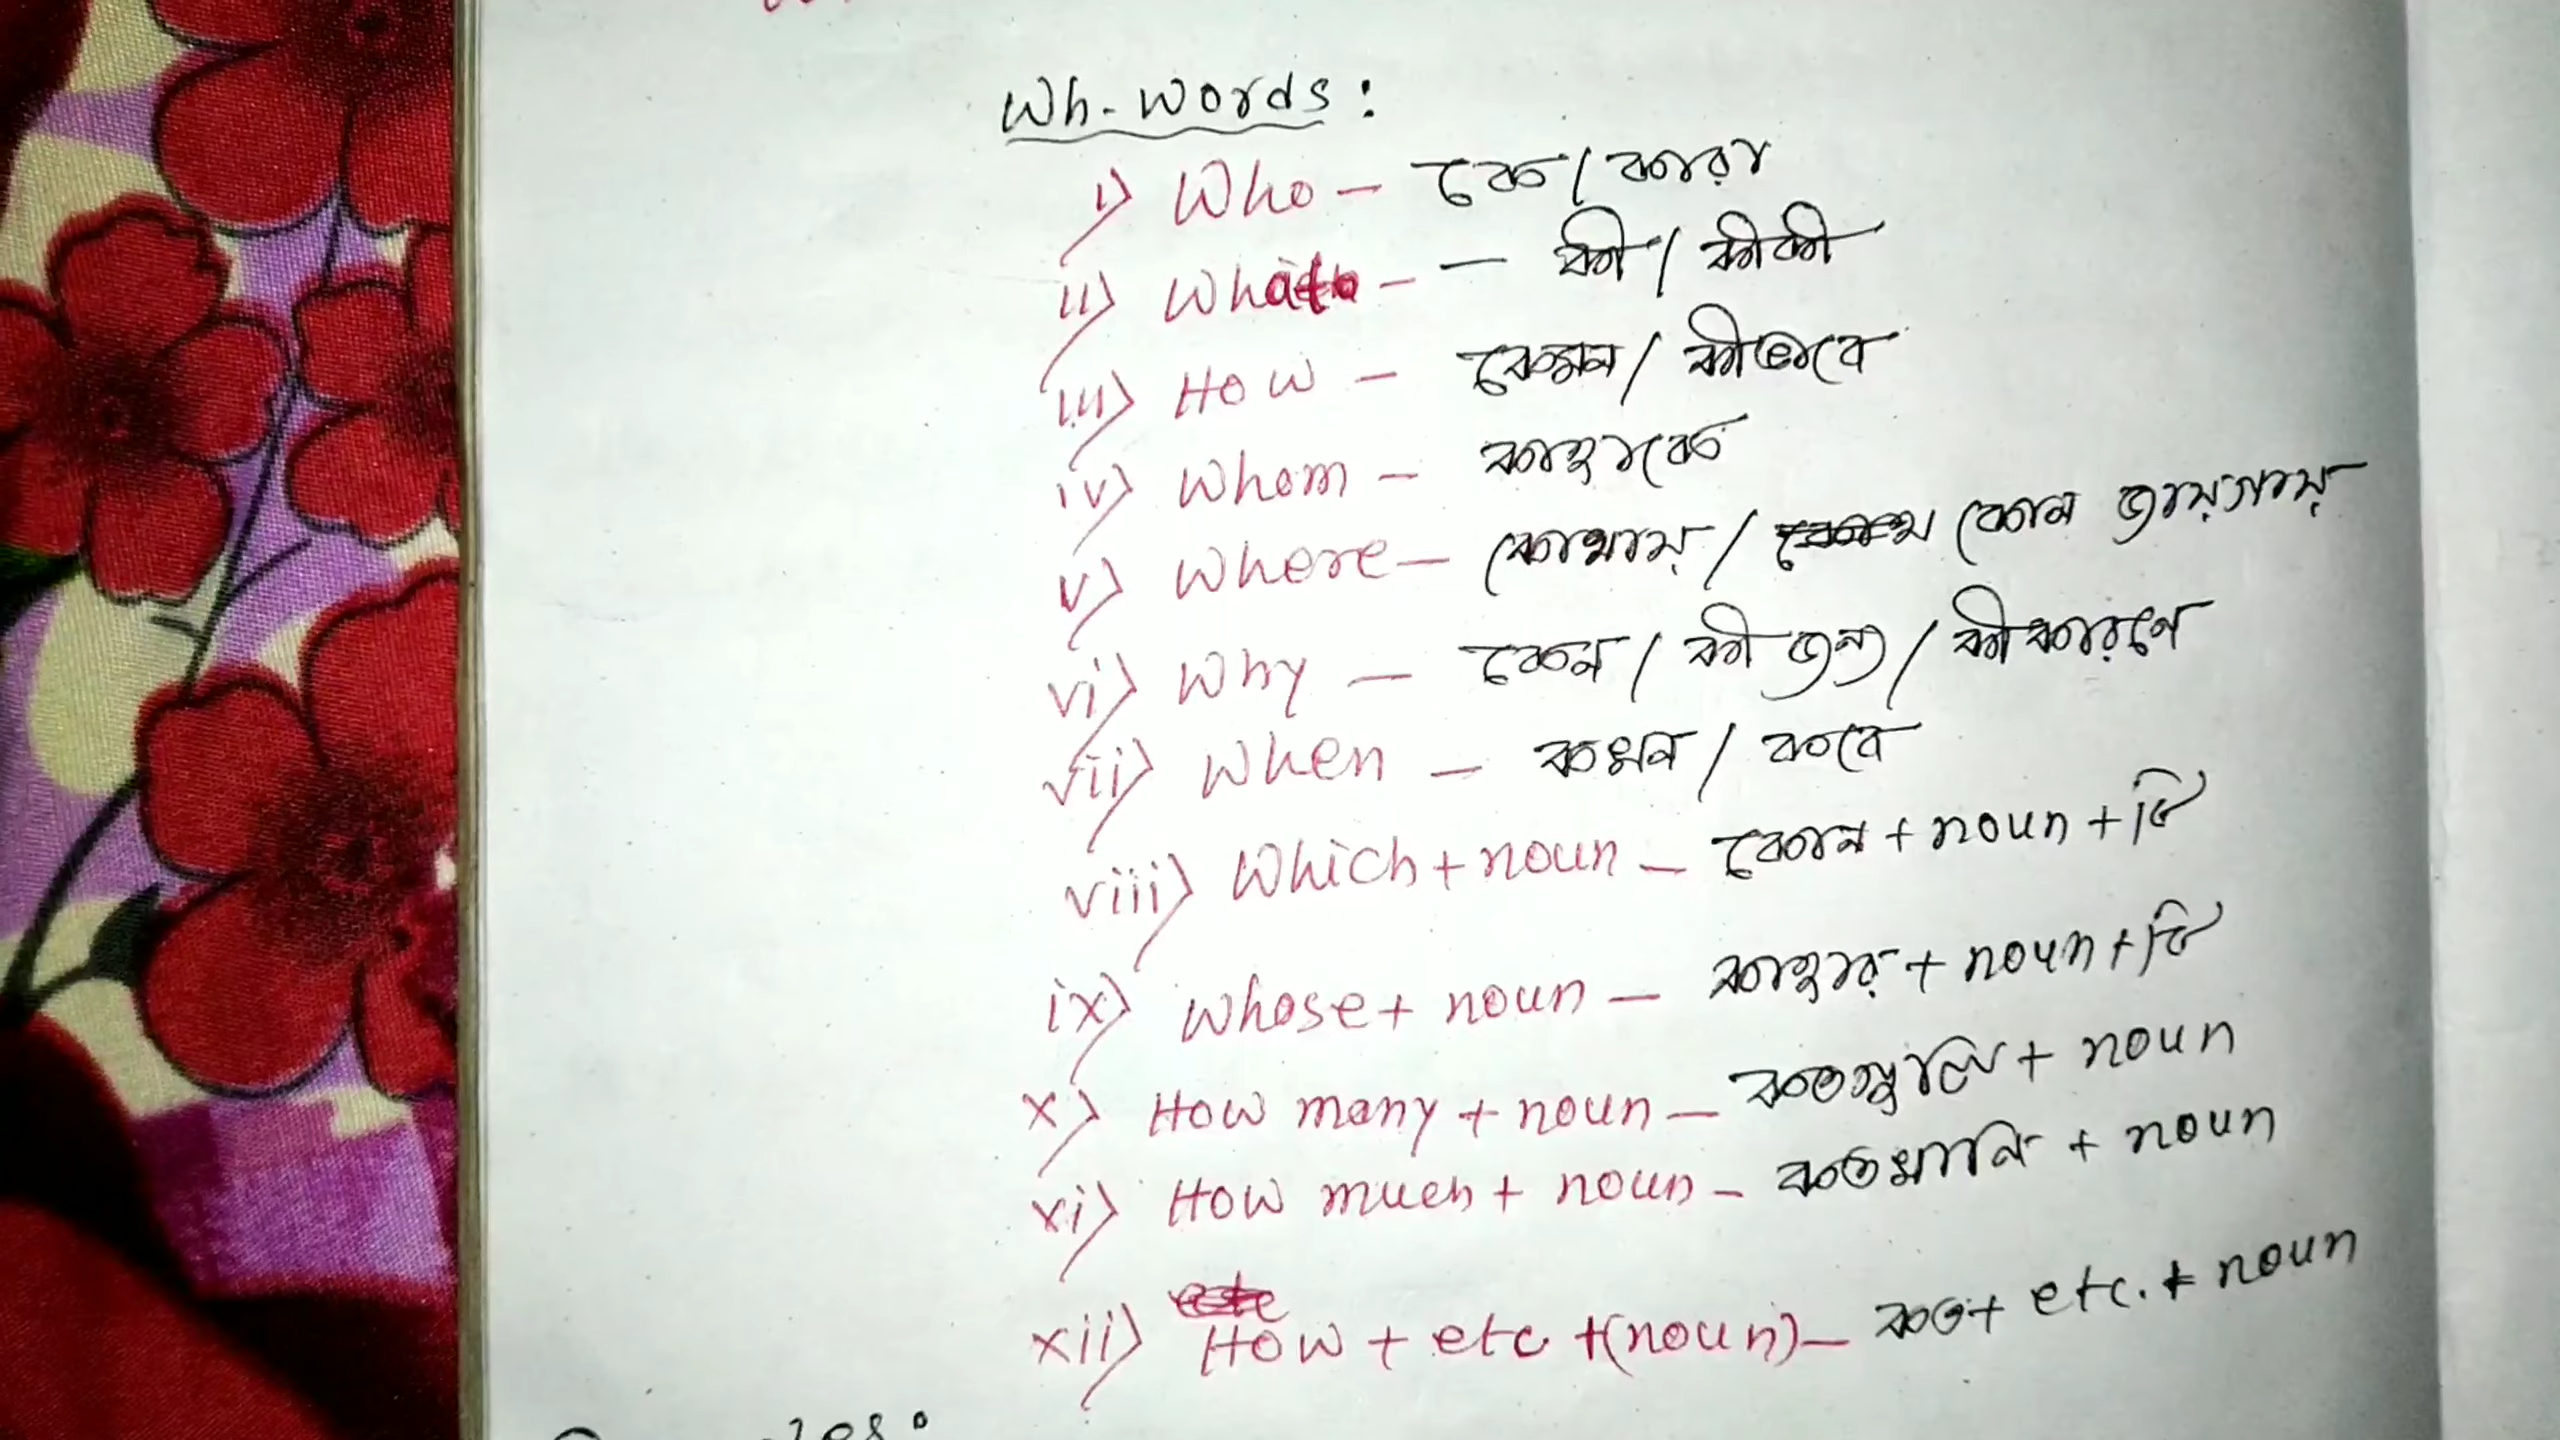 Wh-words:
i) Who - কে / কারা
ii) What - - কী / কীকী
iii) How - কেমন / কীভাবে
iv) Whom - কাহাকে
v) Where - কোথায় / কোন জায়গায়
vi) Why - কেন / কী জন্য / কীকারণে
vii) When - কখন / কবে
viii) Which + noun - কোন + noun + টি
ix) Whose + noun - কাহার + noun + টি
x) How many + noun - কতগুলি + noun
xi) How much + noun - কতখানি + noun
xii) How + etc + (noun) - কত + etc. + noun